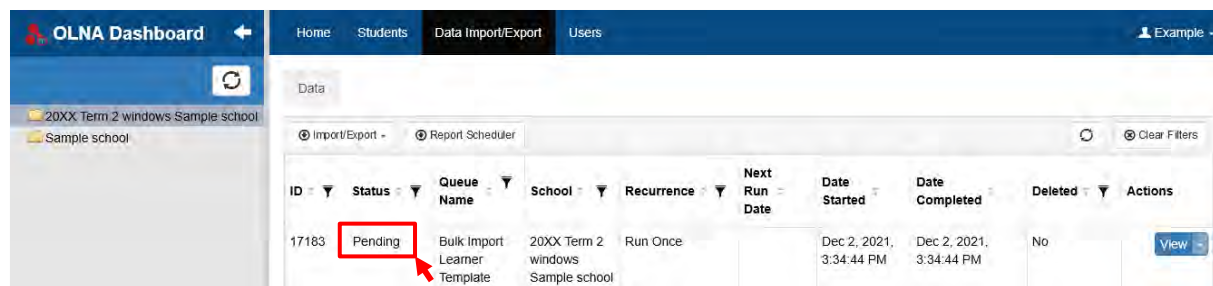 OLNA Dashboard
Home Students Data Import/Export Users
Example
Data
20XX Term 2 windows Sample school
Sample school
Import/Export
Report Scheduler
Clear Filters
ID Status Queue Name School Recurrence Next Run Date Date Started Date Completed Deleted Actions
17183 Pending Bulk Import Learner Template 20XX Term 2 windows Sample school Run Once Dec 2, 2021, 3:34:44 PM Dec 2, 2021, 3:34:44 PM No View